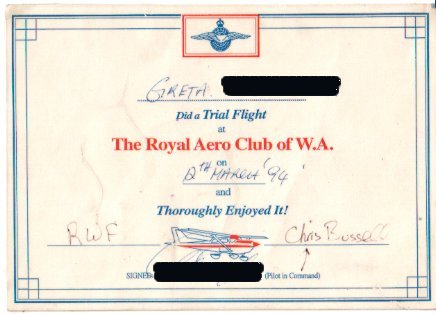 GRETA
Did a Trial Flight
at
The Royal Aero Club of W.A.
on
MARCH '94
and
Thoroughly Enjoyed It!
RWF Chris Russell
SIGNED (Pilot in Command)